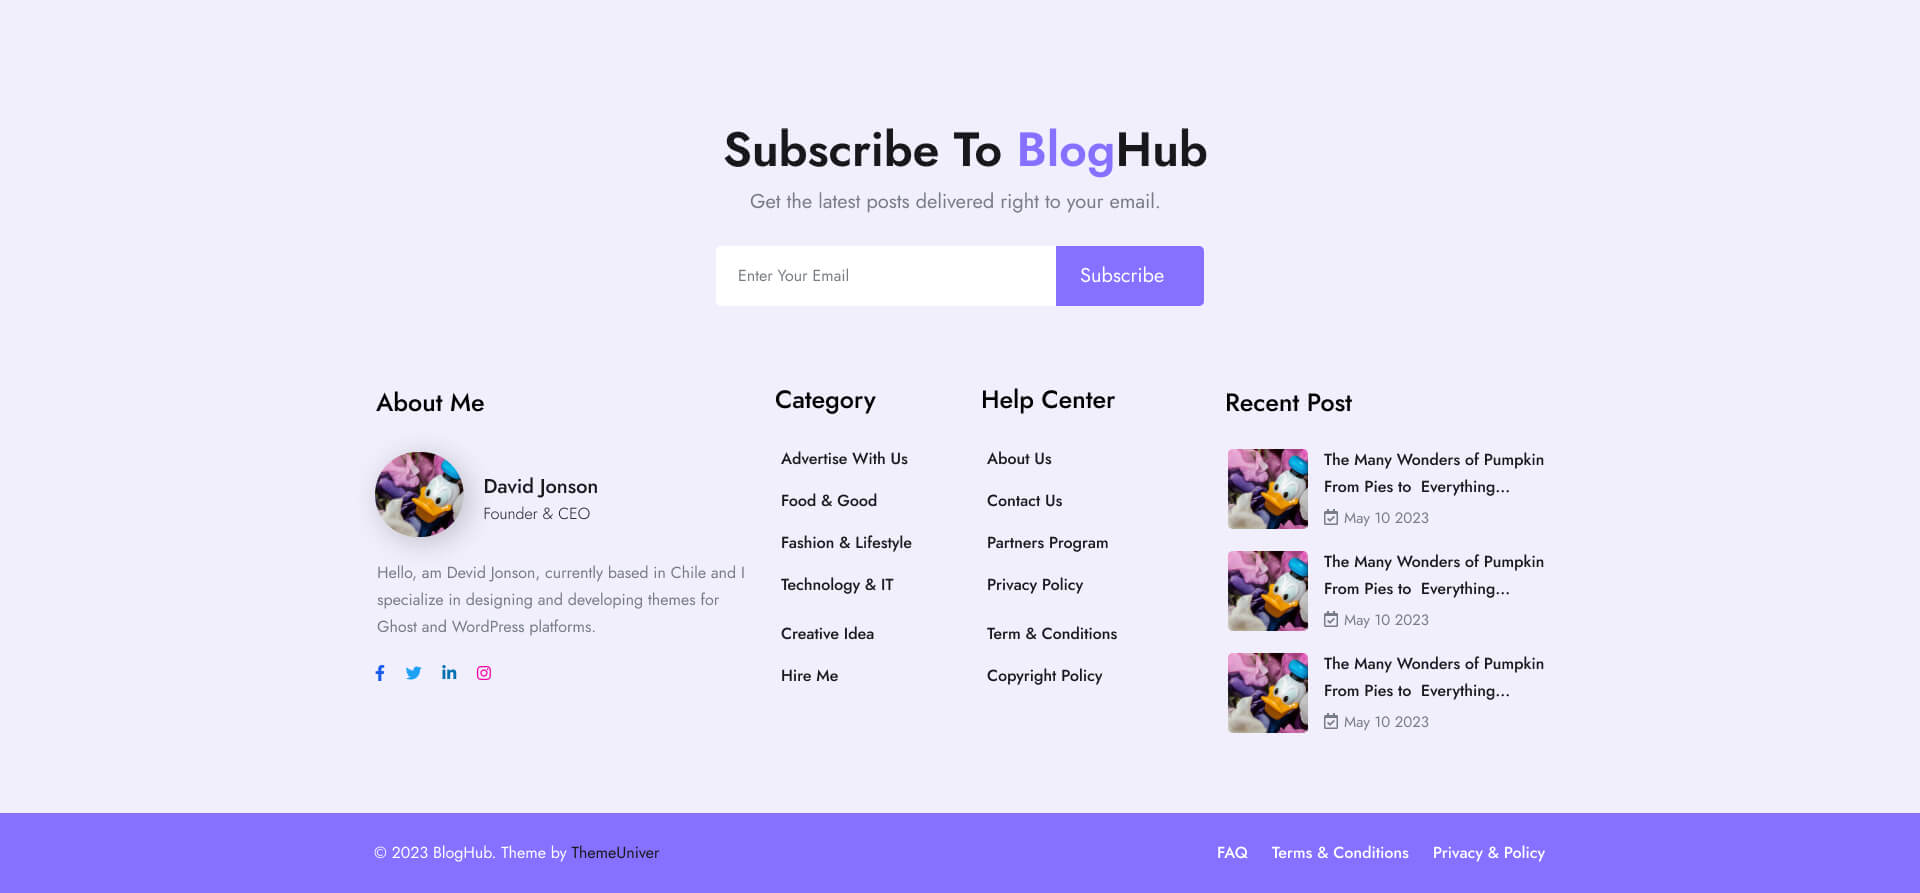 Subscribe To BlogHub
Get the latest posts delivered right to your email.
Enter Your Email
Subscribe
About Me
David Jonson
Founder & CEO
Hello, am Devid Jonson, currently based in Chile and I
specialize in designing and developing themes for
Ghost and WordPress platforms.
Category
Advertise With Us
Food & Good
Fashion & Lifestyle
Technology & IT
Creative Idea
Hire Me
Help Center
About Us
Contact Us
Partners Program
Privacy Policy
Term & Conditions
Copyright Policy
Recent Post
The Many Wonders of Pumpkin
From Pies to  Everything...
May 10 2023
The Many Wonders of Pumpkin
From Pies to  Everything...
May 10 2023
The Many Wonders of Pumpkin
From Pies to  Everything...
May 10 2023
© 2023 BlogHub. Theme by ThemeUniver
FAQ
Terms & Conditions
Privacy & Policy